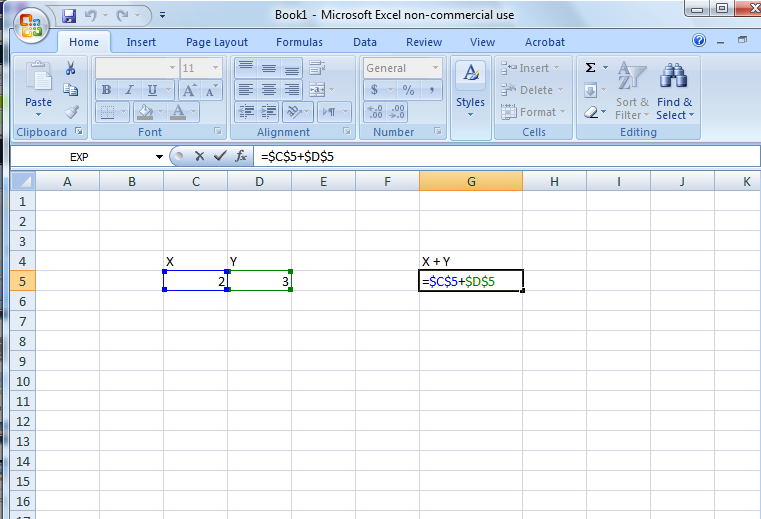 Book1 - Microsoft Excel non-commercial use
Home Insert Page Layout Formulas Data Review View Acrobat
Paste
Clipboard
11
B I U A A
A
Font
Alignment
General
$ % ,
.0 .00
.00 .0
Number
A
Styles
Insert
Delete
Format
Cells
Σ
A Z
Sort & Filter
Find & Select
Editing
EXP fx =$C$5+$D$5
A B C D E F G H I J K
1
2
3
4 X Y X + Y
5 2 3 =$C$5+$D$5
6
7
8
9
10
11
12
13
14
15
16
17